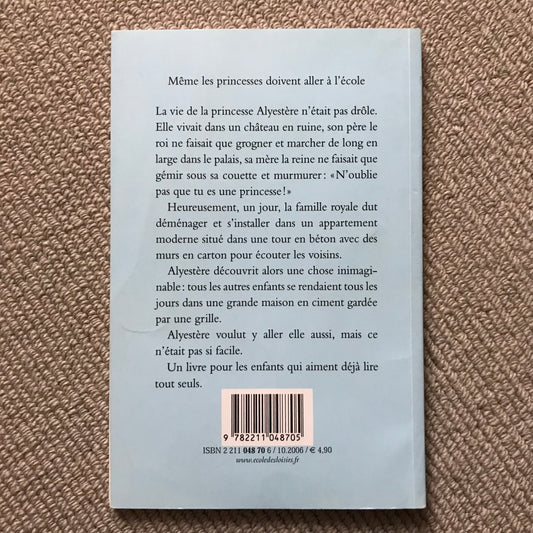 Même les princesses doivent aller à l'école
La vie de la princesse Alyestère n'était pas drôle.
Elle vivait dans un château en ruine, son père le
roi ne faisait que grogner et marcher de long en
large dans le palais, sa mère la reine ne faisait que
gémir sous sa couette et murmurer : «N'oublie
pas que tu es une princesse!»
Heureusement, un jour, la famille royale dut
déménager et s'installer dans un appartement
moderne situé dans une tour en béton avec des
murs en carton pour écouter les voisins.
Alyestère découvrit alors une chose inimagi-
nable : tous les autres enfants se rendaient tous les
jours dans une grande maison en ciment gardée
par une grille.
Alyestère voulut y aller elle aussi, mais ce
n'était pas si facile.
Un livre pour les enfants qui aiment déjà lire
tout seuls.
9 782211 048705
ISBN 2 211 048 70 6 / 10.2006 / € 4,90
www.ecoledesloisirs.fr